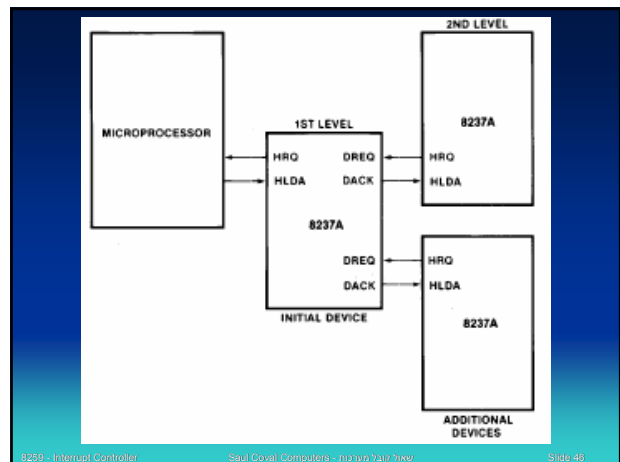 2ND LEVEL
MICROPROCESSOR
1ST LEVEL
8237A
HRQ DREQ HRQ
HLDA DACK HLDA
8237A
DREQ HRQ
DACK HLDA
INITIAL DEVICE
8237A
ADDITIONAL
DEVICES
8259 - Interrupt Controller
Saul Coval Computers - שאול קובל מערכות
Slide 46